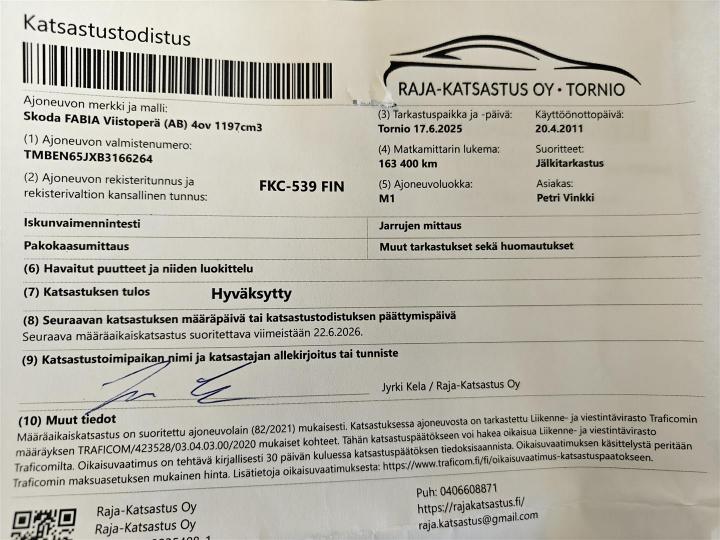 Katsastustodistus
RAJA-KATSASTUS OY • TORNIO
Ajoneuvon merkki ja malli:
Skoda FABIA Viistoperä (AB) 4ov 1197cm3
(1) Ajoneuvon valmistenumero:
TMBEN65JXB3166264
(2) Ajoneuvon rekisteritunnus ja
rekisterivaltion kansallinen tunnus:
FKC-539 FIN
(3) Tarkastuspaikka ja -päivä:
Tornio 17.6.2025
Käyttöönottopäivä:
20.4.2011
(4) Matkamittarin lukema:
163 400 km
Suoritteet:
Jälkitarkastus
(5) Ajoneuvoluokka:
M1
Asiakas:
Petri Vinkki
Iskunvaimennintesti
Jarrujen mittaus
Pakokaasumittaus
Muut tarkastukset sekä huomautukset
(6) Havaitut puutteet ja niiden luokittelu
(7) Katsastuksen tulos Hyväksytty
(8) Seuraavan katsastuksen määräpäivä tai katsastustodistuksen päättymispäivä
Seuraava määräaikaiskatsastus suoritettava viimeistään 22.6.2026.
(9) Katsastustoimipaikan nimi ja katsastajan allekirjoitus tai tunniste
Jyrki Kela / Raja-Katsastus Oy
(10) Muut tiedot
Määräaikaiskatsastus on suoritettu ajoneuvolain (82/2021) mukaisesti. Katsastuksessa ajoneuvosta on tarkastettu Liikenne- ja viestintävirasto Traficomin
määräyksen TRAFICOM/423528/03.04.03.00/2020 mukaiset kohteet. Tähän katsastuspäätökseen voi hakea oikaisua Liikenne- ja viestintävirasto
Traficomilta. Oikaisuvaatimus on tehtävä kirjallisesti 30 päivän kuluessa katsastuspäätöksen tiedoksisaannista. Oikaisuvaatimuksen käsittelystä peritään
Traficomin maksuasetuksen mukainen hinta. Lisätietoja oikaisuvaatimuksesta: https://www.traficom.fi/fi/oikaisuvaatimus-katsastuspaatokseen.
Raja-Katsastus Oy
Raja-Katsastus Oy
Puh: 0406608871
https://rajakatsastus.fi/
raja.katsastus@gmail.com